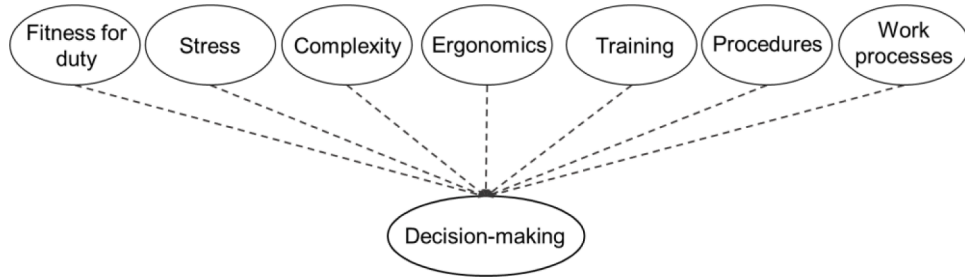 Fitness for
duty
Stress
Complexity
Ergonomics
Training
Procedures
Work
processes
Decision-making